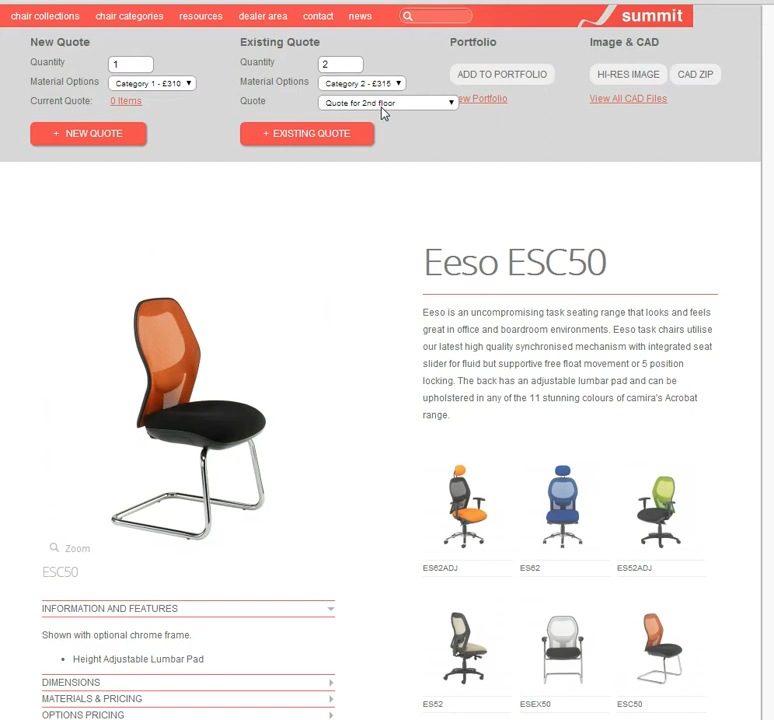 chair collections chair categories resources dealer area contact news summit
New Quote Existing Quote Portfolio Image & CAD
Quantity 1 Quantity 2
Material Options Category 1 - £310 Material Options Category 2 - £315 ADD TO PORTFOLIO HI-RES IMAGE CAD ZIP
Current Quote: 0 Items Quote Quote for 2nd floor Portfolio View All CAD Files
+ NEW QUOTE + EXISTING QUOTE
Eeso ESC50
Eeso is an uncompromising task seating range that looks and feels
great in office and boardroom environments. Eeso task chairs utilise
our latest high quality synchronised mechanism with integrated seat
slider for fluid but supportive free float movement or 5 position
locking. The back has an adjustable lumbar pad and can be
upholstered in any of the 11 stunning colours of camira's Acrobat
range.
Zoom
ESC50
ES62ADJ ES62 ES52ADJ
INFORMATION AND FEATURES
Shown with optional chrome frame.
• Height Adjustable Lumbar Pad
DIMENSIONS
MATERIALS & PRICING
OPTIONS PRICING
ES52 ESEX50 ESC50